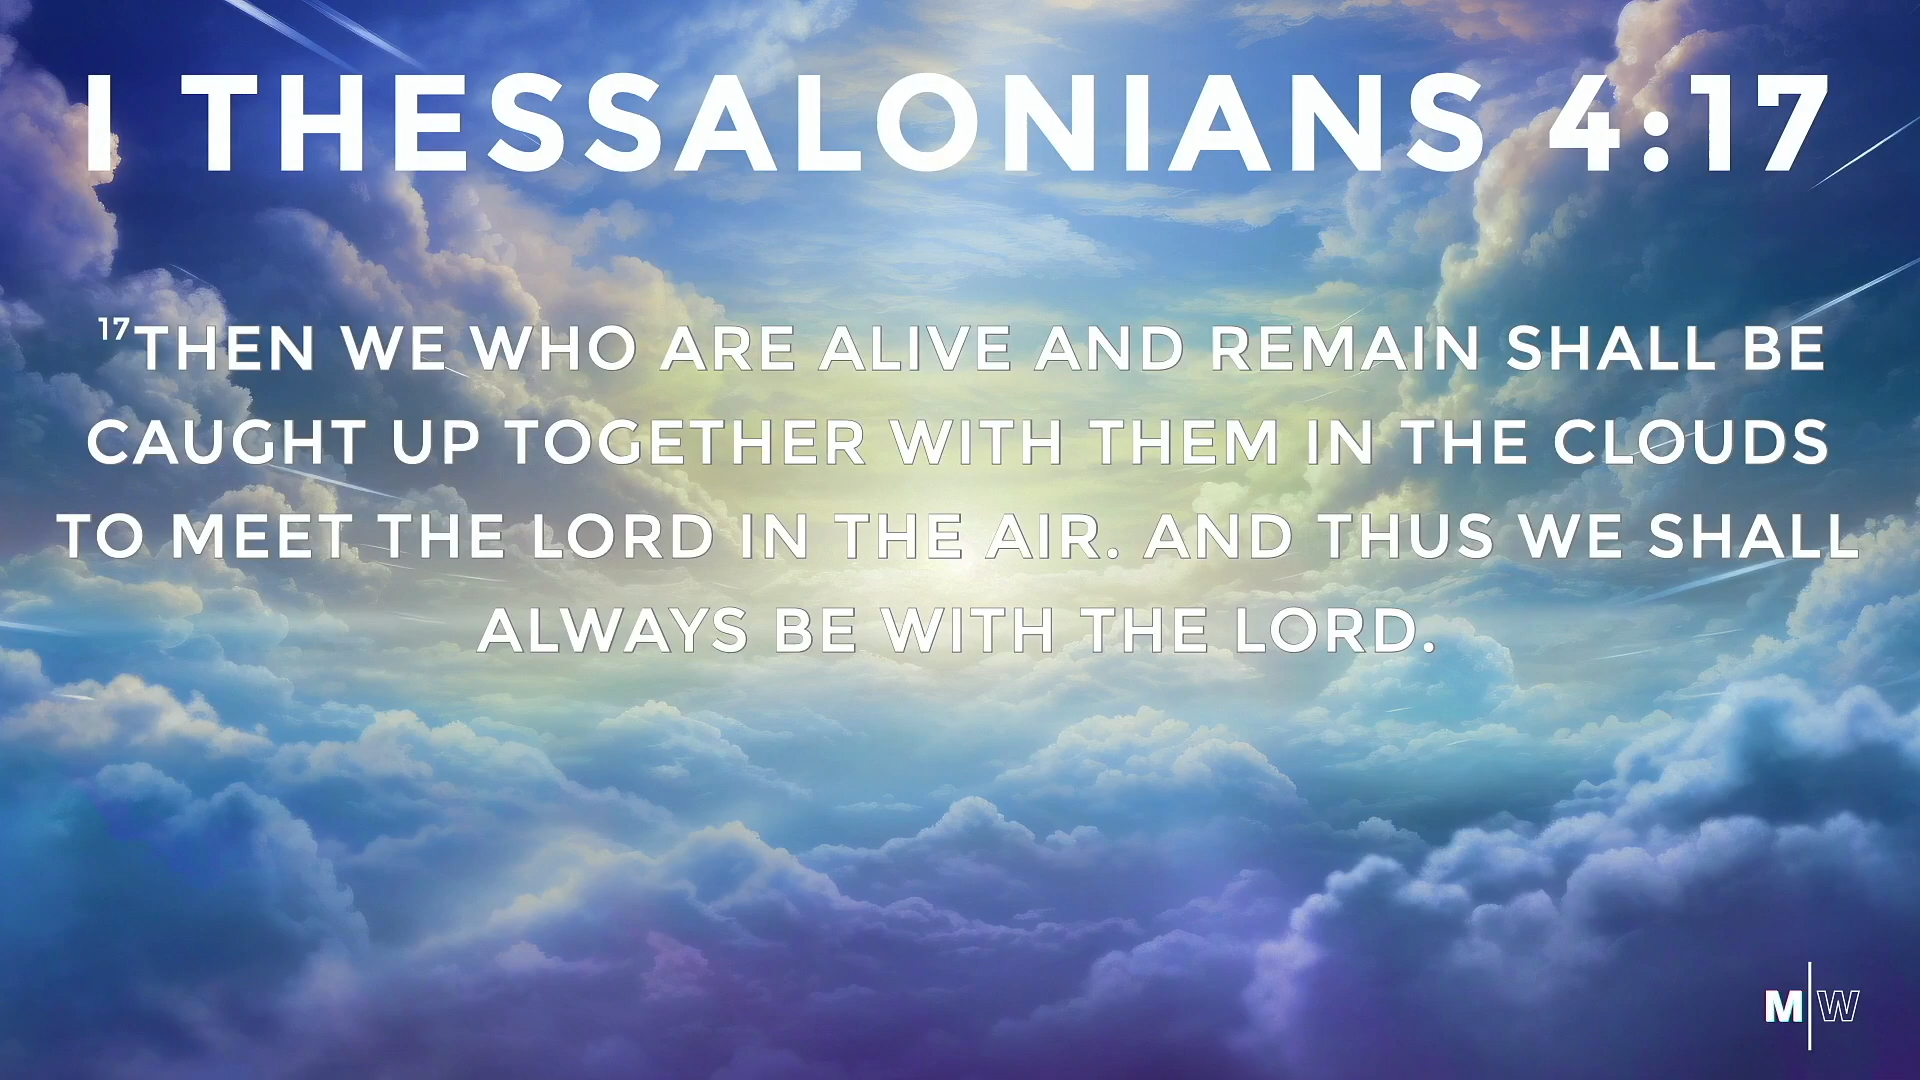 I THESSALONIANS 4:17
17THEN WE WHO ARE ALIVE AND REMAIN SHALL BE
CAUGHT UP TOGETHER WITH THEM IN THE CLOUDS
TO MEET THE LORD IN THE AIR. AND THUS WE SHALL
ALWAYS BE WITH THE LORD.
M|W